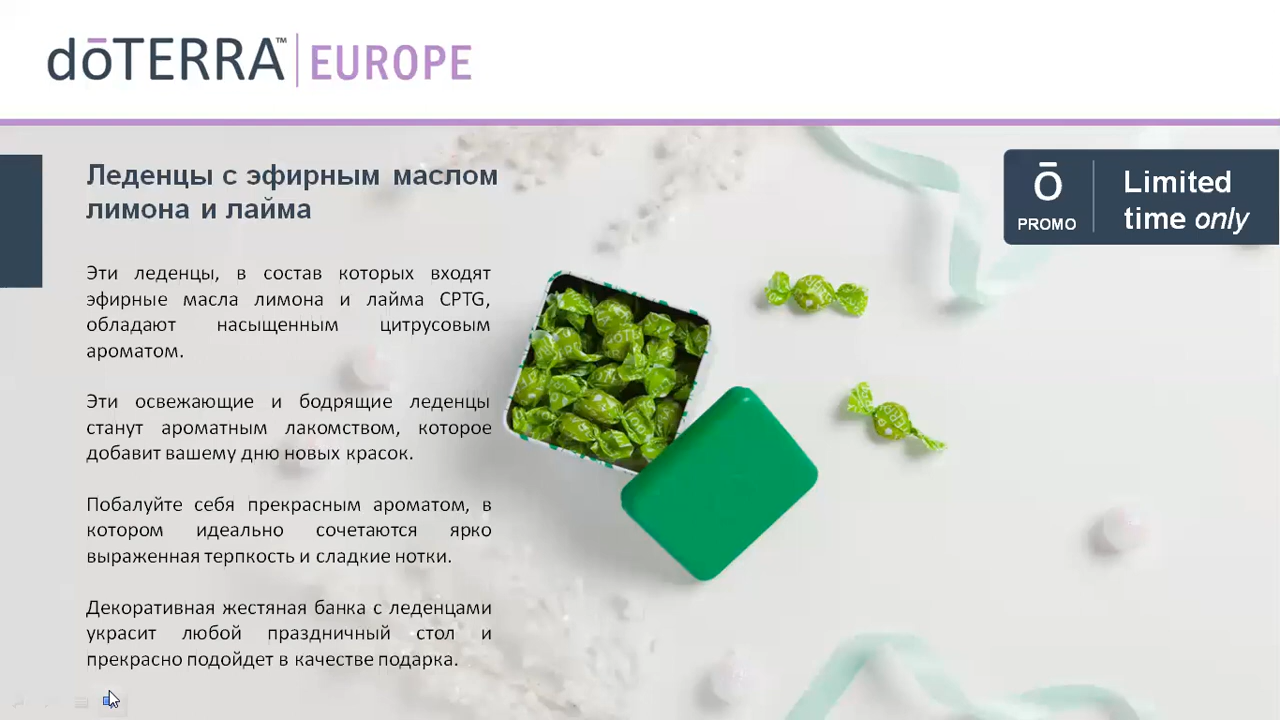 dōTERRA™ EUROPE
Леденцы с эфирным маслом
лимона и лайма
Ō
PROMO
Limited
time only
Эти леденцы, в состав которых входят
эфирные масла лимона и лайма CPTG,
обладают насыщенным цитрусовым
ароматом.
Эти освежающие и бодрящие леденцы
станут ароматным лакомством, которое
добавит вашему дню новых красок.
Побалуйте себя прекрасным ароматом, в
котором идеально сочетаются ярко
выраженная терпкость и сладкие нотки.
Декоративная жестяная банка с леденцами
украсит любой праздничный стол и
прекрасно подойдет в качестве подарка.